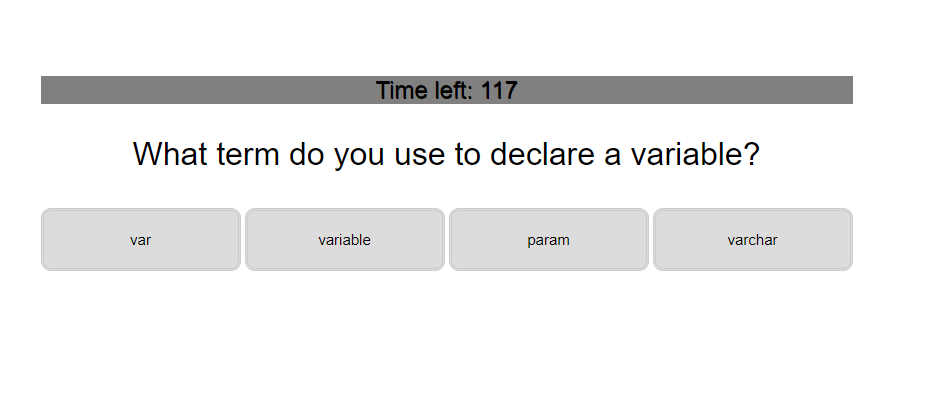 Time left: 117
What term do you use to declare a variable?
var variable param varchar